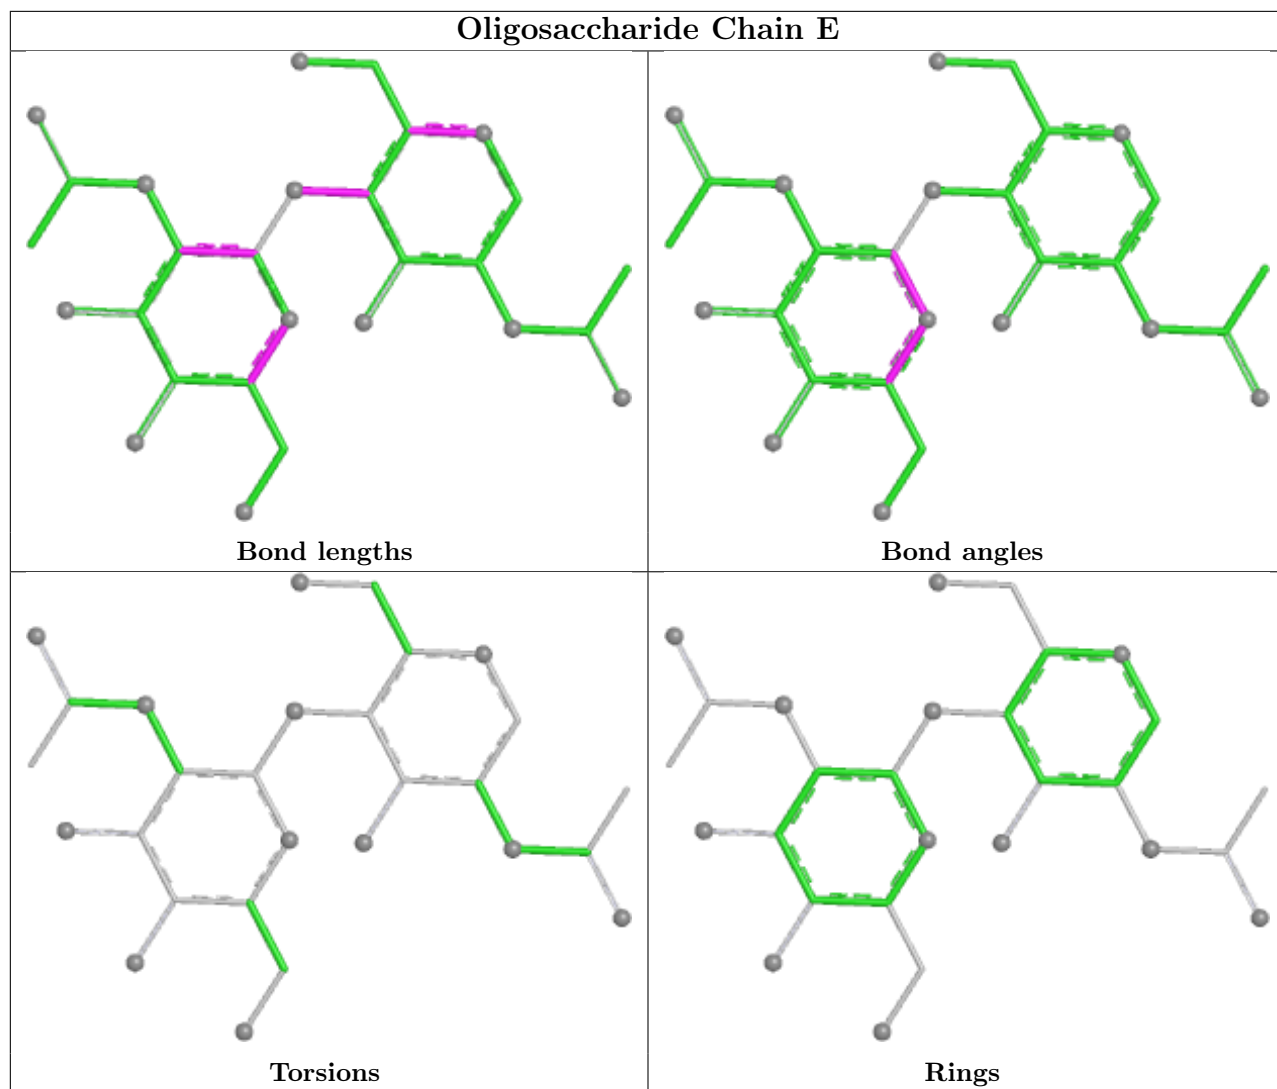 Oligosaccharide Chain E
Bond lengths
Bond angles
Torsions
Rings